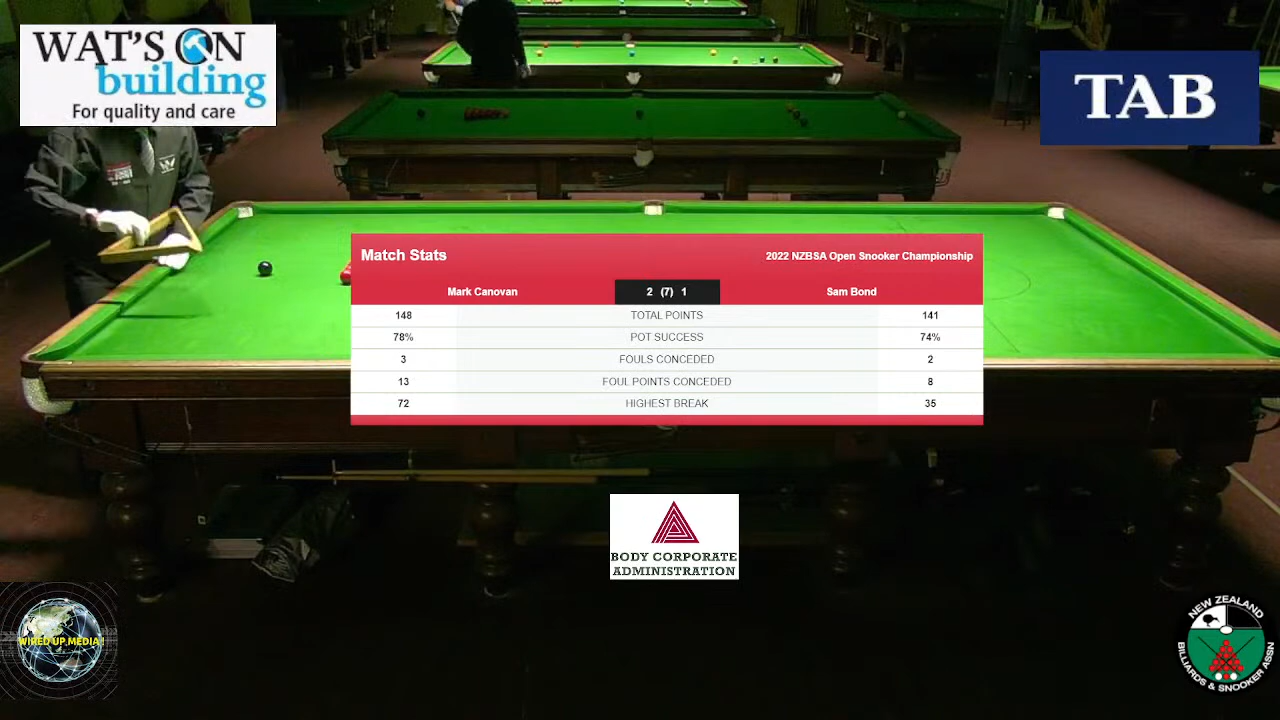 WAT'S ON
building
For quality and care
TAB
Match Stats
2022 NZBSA Open Snooker Championship
Mark Canovan
2 (7) 1
Sam Bond
148 TOTAL POINTS 141
78% POT SUCCESS 74%
3 FOULS CONCEDED 2
13 FOUL POINTS CONCEDED 8
72 HIGHEST BREAK 35
BODY CORPORATE
ADMINISTRATION
WIRED UP MEDIA
NEW ZEALAND
BILLIARDS & SNOOKER ASSN